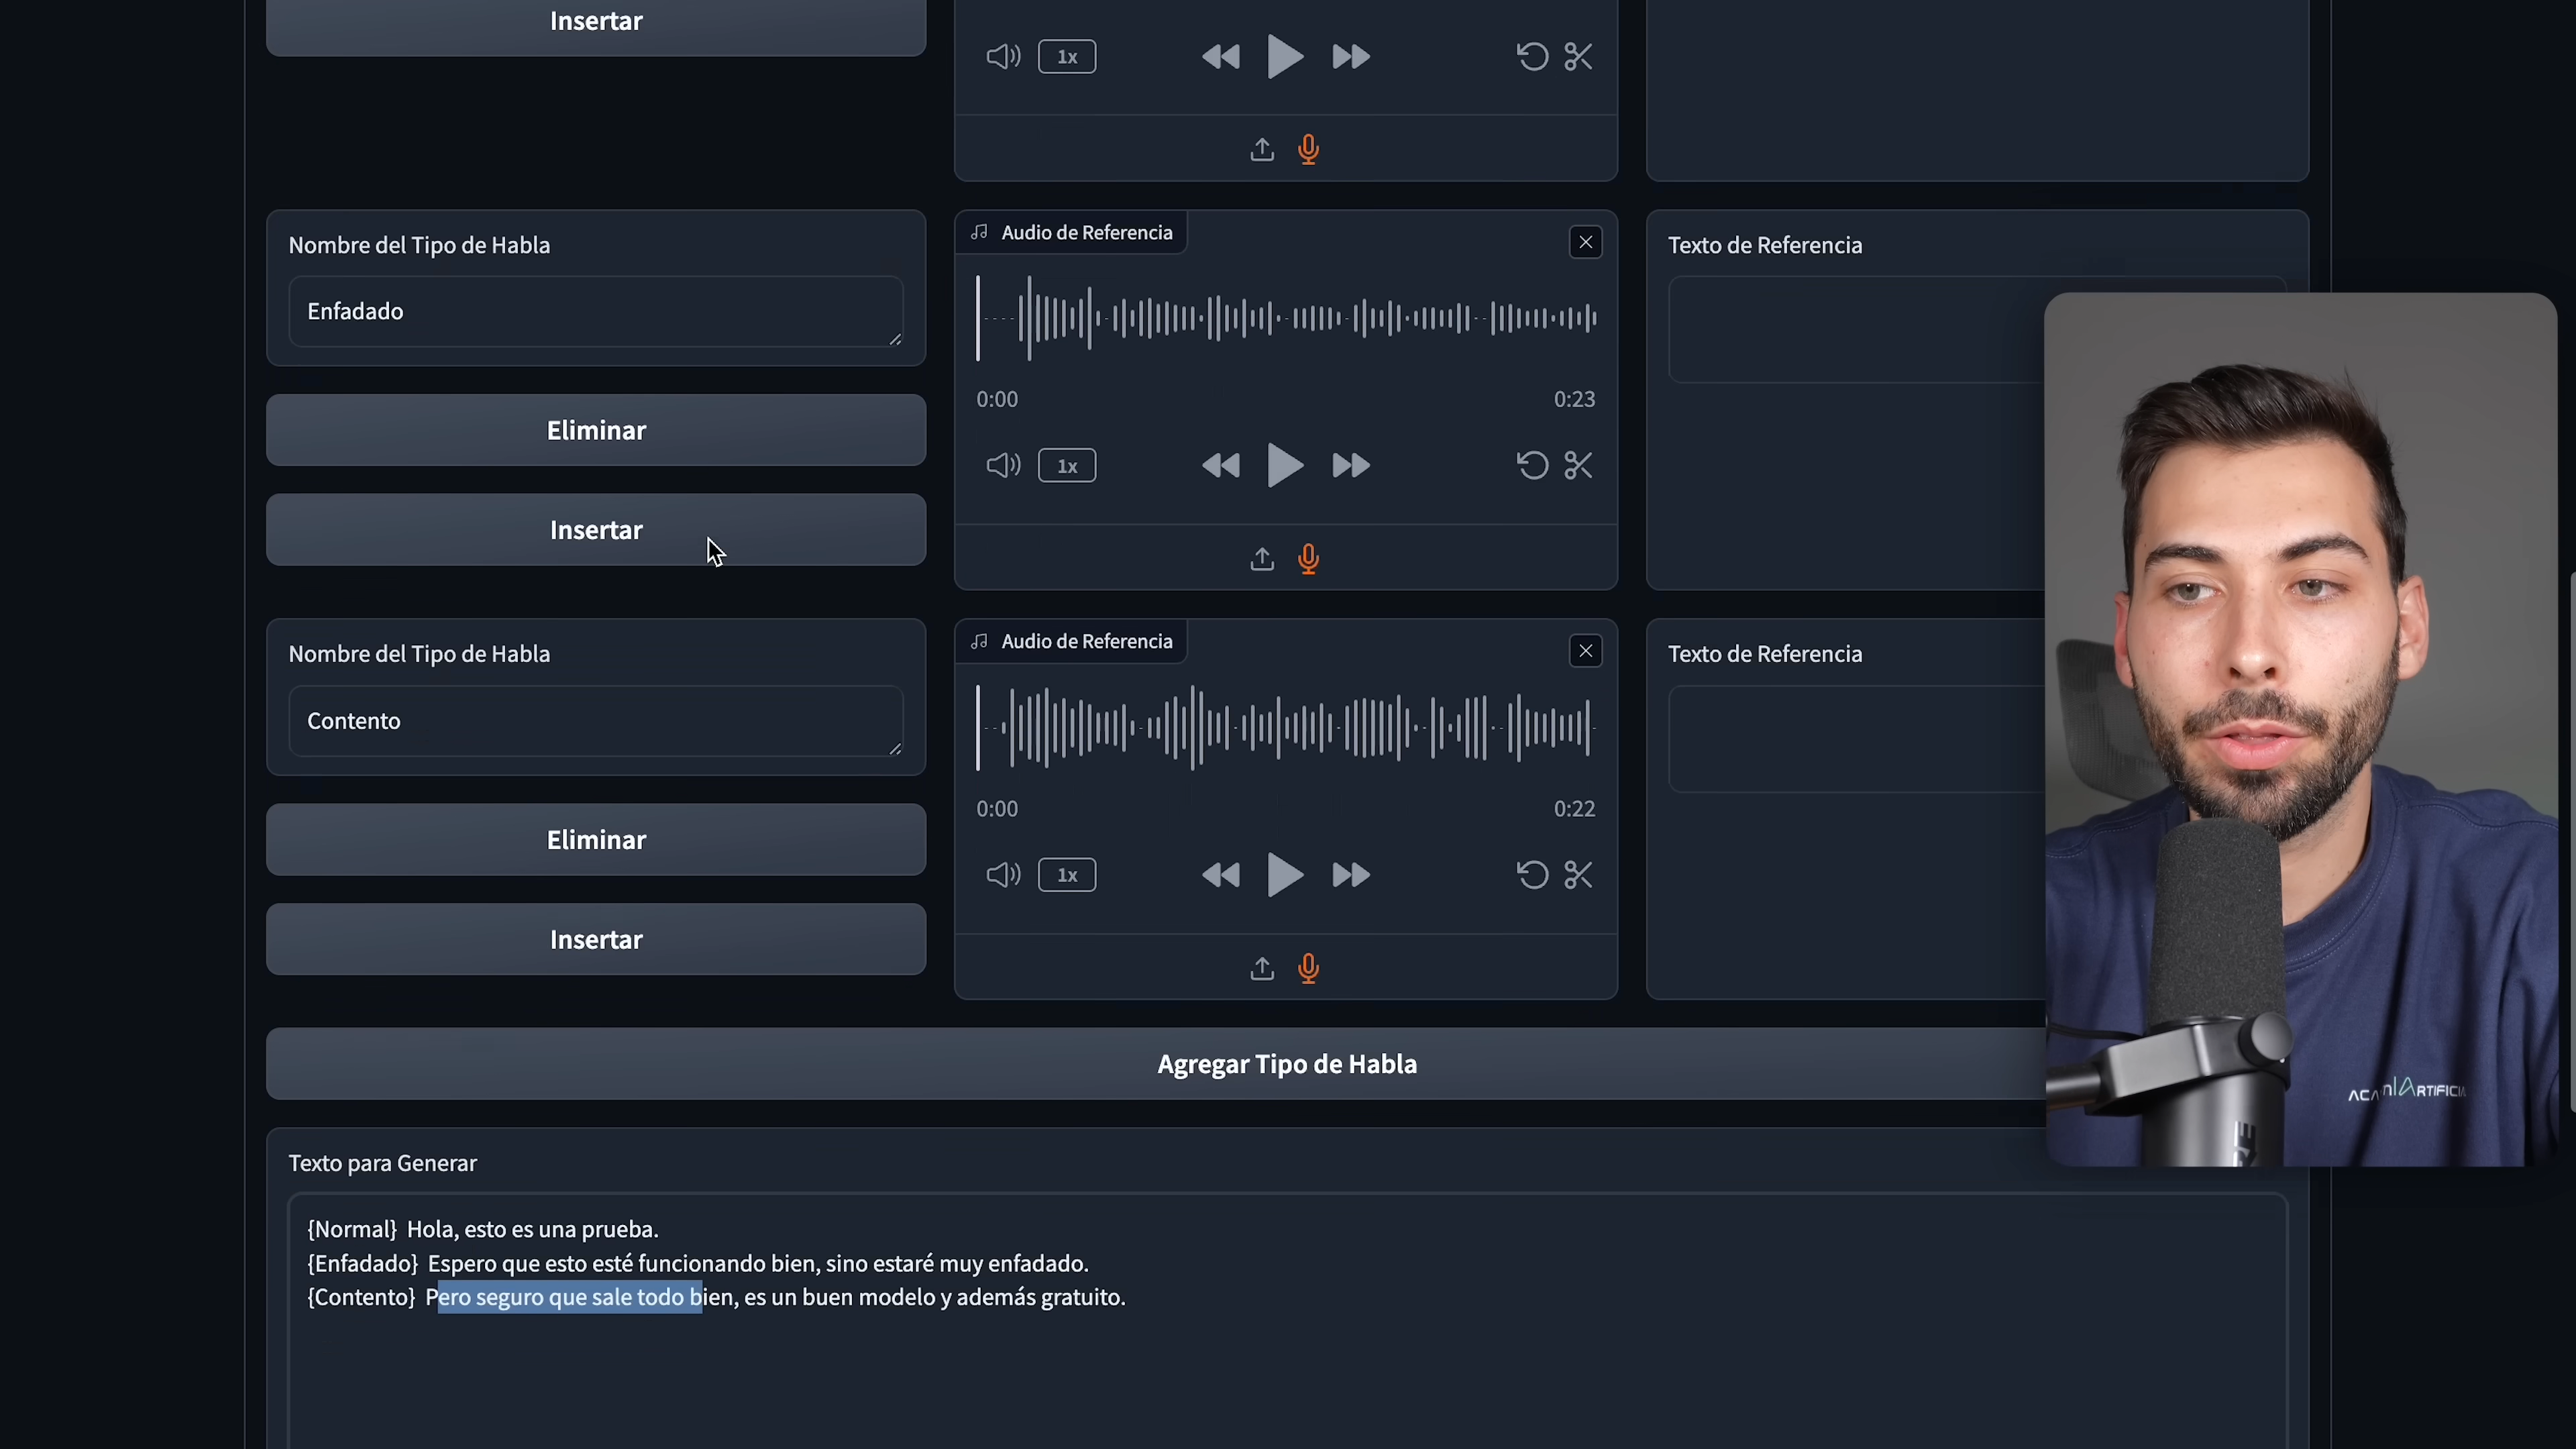 Insertar
1x
Nombre del Tipo de Habla
Enfadado
Eliminar
Insertar
Audio de Referencia
0:00
0:23
1x
Texto de Referencia
Nombre del Tipo de Habla
Contento
Eliminar
Insertar
Audio de Referencia
0:00
0:22
1x
Texto de Referencia
Agregar Tipo de Habla
Texto para Generar
{Normal} Hola, esto es una prueba.
{Enfadado} Espero que esto esté funcionando bien, sino estaré muy enfadado.
{Contento} Pero seguro que sale todo bien, es un buen modelo y además gratuito.